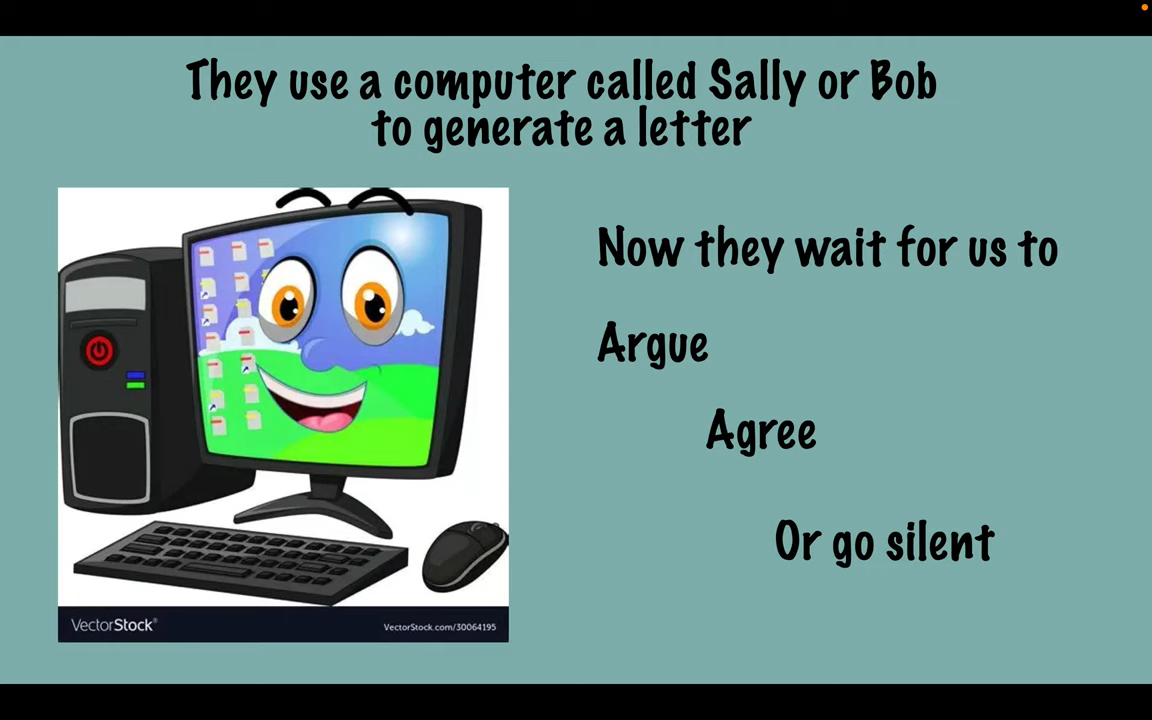 They use a computer called Sally or Bob
to generate a letter
Now they wait for us to
Argue
Agree
Or go silent
VectorStock®
VectorStock.com/30064195